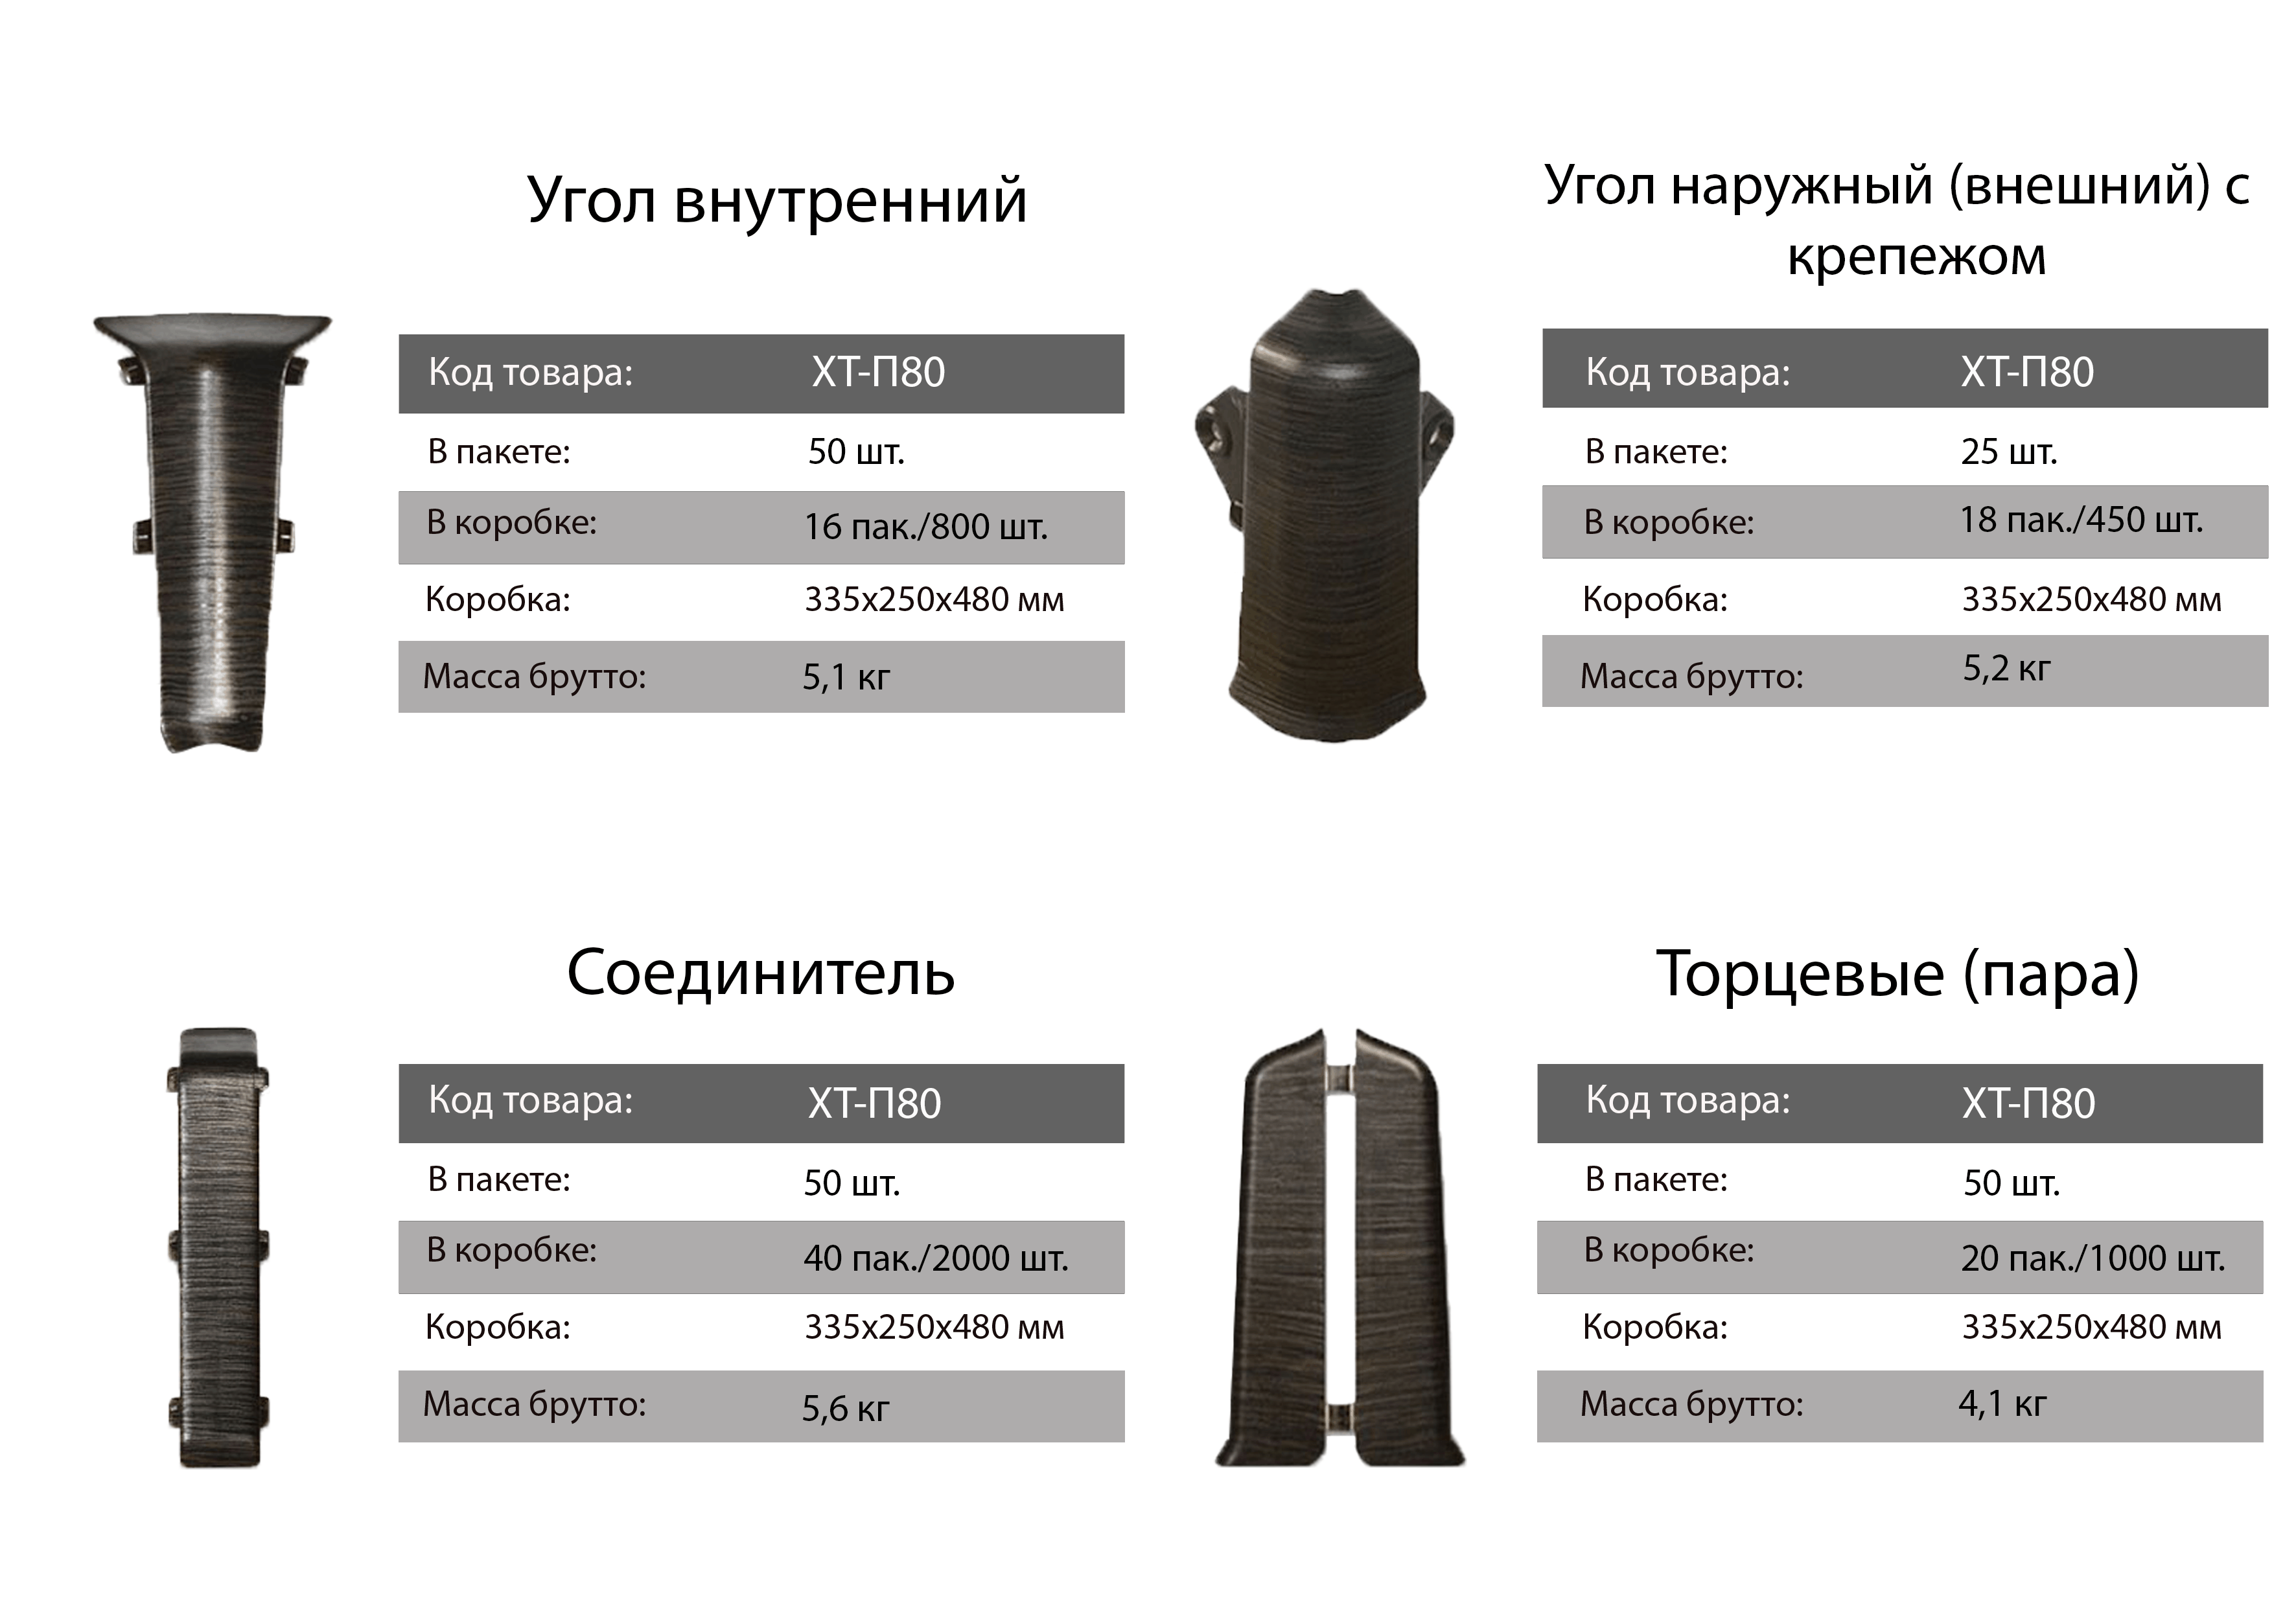 Угол внутренний
Код товара: ХТ-П80
В пакете: 50 шт.
В коробке: 16 пак./800 шт.
Коробка: 335х250х480 мм
Масса брутто: 5,1 кг
Угол наружный (внешний) с
крепежом
Код товара: ХТ-П80
В пакете: 25 шт.
В коробке: 18 пак./450 шт.
Коробка: 335х250х480 мм
Масса брутто: 5,2 кг
Соединитель
Код товара: ХТ-П80
В пакете: 50 шт.
В коробке: 40 пак./2000 шт.
Коробка: 335х250х480 мм
Масса брутто: 5,6 кг
Торцевые (пара)
Код товара: ХТ-П80
В пакете: 50 шт.
В коробке: 20 пак./1000 шт.
Коробка: 335х250х480 мм
Масса брутто: 4,1 кг